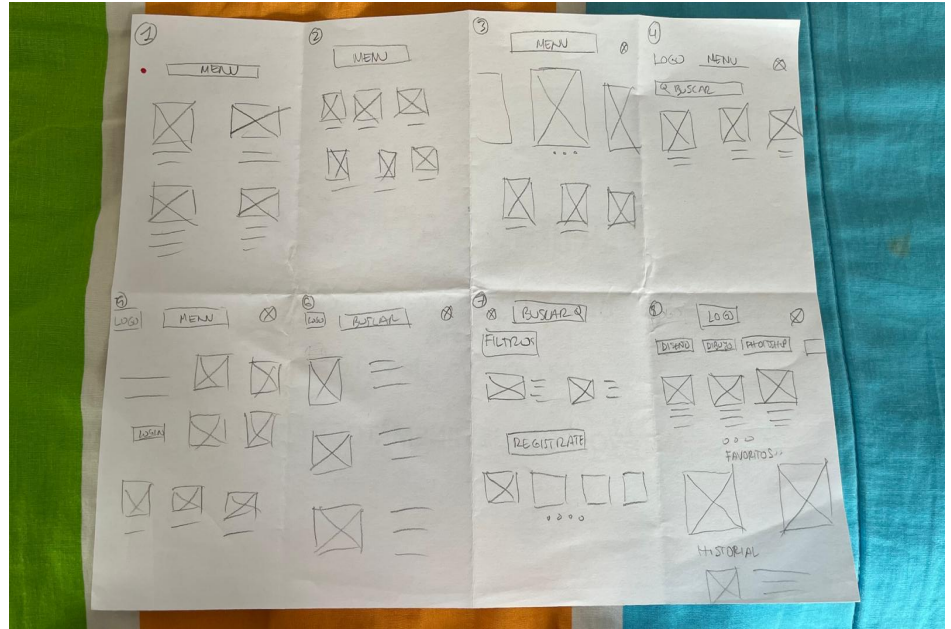 1
MENU
2
MENU
3
MENU
4
LOGO MENU
BUSCAR
5
LOGO MENU
LOGIN
6
LOGO BUSCAR
7
BUSCAR
FILTROS
REGISTRATE
8
LOGO
DISEÑO DIBUJO PHOTOSHOP
FAVORITOS..
HISTORIAL